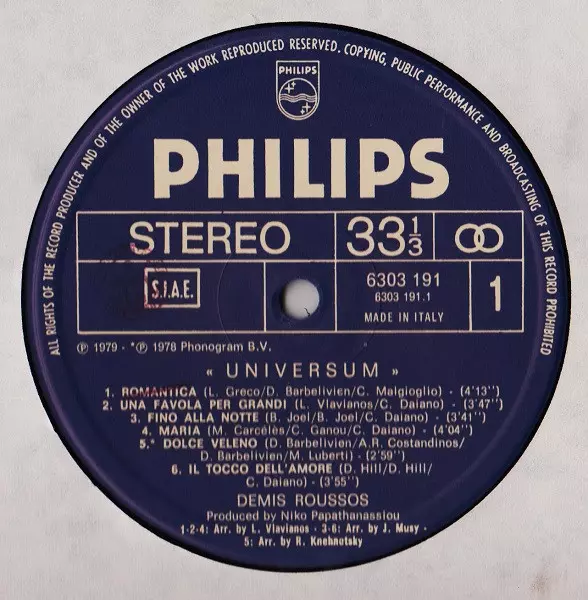 ALL RIGHTS OF THE RECORD PRODUCER AND OF THE OWNER OF THE WORK REPRODUCED RESERVED. COPYING, PUBLIC PERFORMANCE AND BROADCASTING OF THIS RECORD PROHIBITED
PHILIPS
PHILIPS
STEREO 33 1/3
S.I.A.E. 6303 191 1
6303 191.1
MADE IN ITALY
℗ 1979 - *℗ 1978 Phonogram B.V.
« UNIVERSUM »
1. ROMANTICA (L. Greco/D. Barbelivien/C. Malgioglio) - (4'13")
2. UNA FAVOLA PER GRANDI (L. Vlavianos/C. Daiano) - (3'47")
3. FINO ALLA NOTTE (B. Joel/B. Joel/C. Daiano) - (3'41")
4. MARIA (M. Carcélès/C. Ganou/C. Daiano) - (4'04")
5.* DOLCE VELENO (D. Barbelivien/A.R. Costandinos/
D. Barbelivien/M. Luberti) - (2'59")
6. IL TOCCO DELL'AMORE (D. Hill/D. Hill/
C. Daiano) - (3'55")
DEMIS ROUSSOS
Produced by Niko Papathanassiou
1-2-4: Arr. by L. Vlavianos - 3-6: Arr. by J. Musy -
5: Arr. by R. Knehnetsky